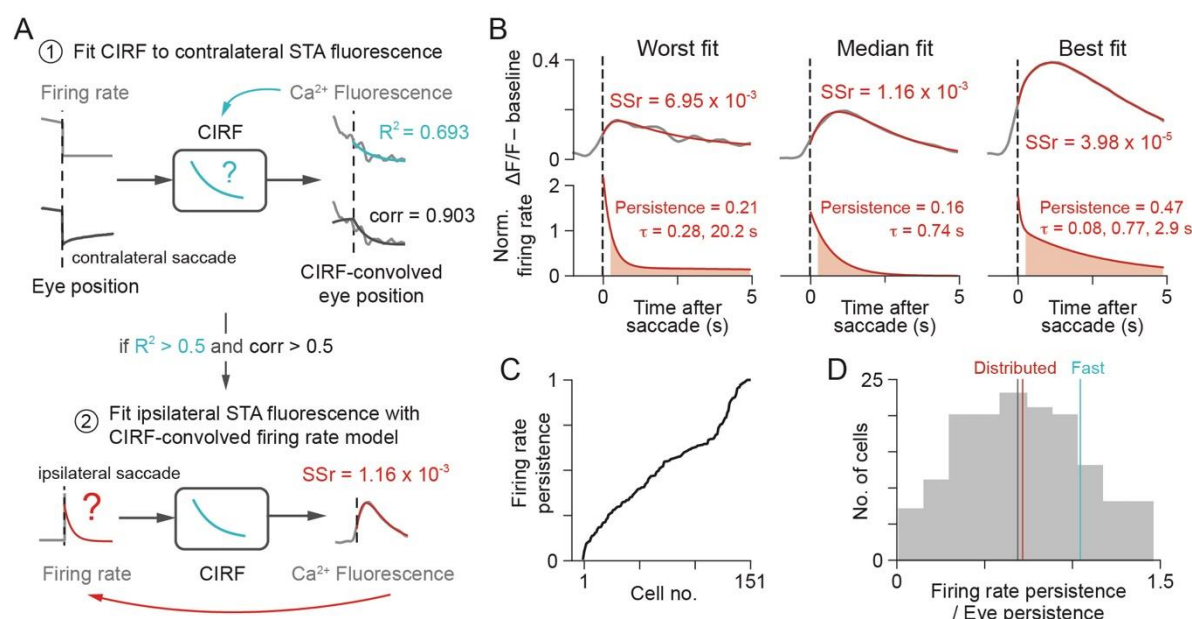 A
① Fit CIRF to contralateral STA fluorescence
Firing rate
Ca2+ Fluorescence
CIRF
R2 = 0.693
?
corr = 0.903
contralateral saccade
Eye position
CIRF-convolved
eye position
if R2 > 0.5 and corr > 0.5
② Fit ipsilateral STA fluorescence with
CIRF-convolved firing rate model
ipsilateral saccade
SSr = 1.16 x 10-3
?
Firing rate
CIRF
Ca2+ Fluorescence
B
Worst fit
Median fit
Best fit
ΔF/F – baseline
0.4
0
SSr = 6.95 x 10-3
SSr = 1.16 x 10-3
SSr = 3.98 x 10-5
Norm.
firing rate
2
1
0
Persistence = 0.21
τ = 0.28, 20.2 s
Persistence = 0.16
τ = 0.74 s
Persistence = 0.47
τ = 0.08, 0.77, 2.9 s
0
5
Time after
saccade (s)
0
5
Time after
saccade (s)
0
5
Time after
saccade (s)
C
Firing rate
persistence
1
0
1
151
Cell no.
D
Distributed
Fast
No. of cells
25
0
0
1.5
Firing rate persistence
/ Eye persistence